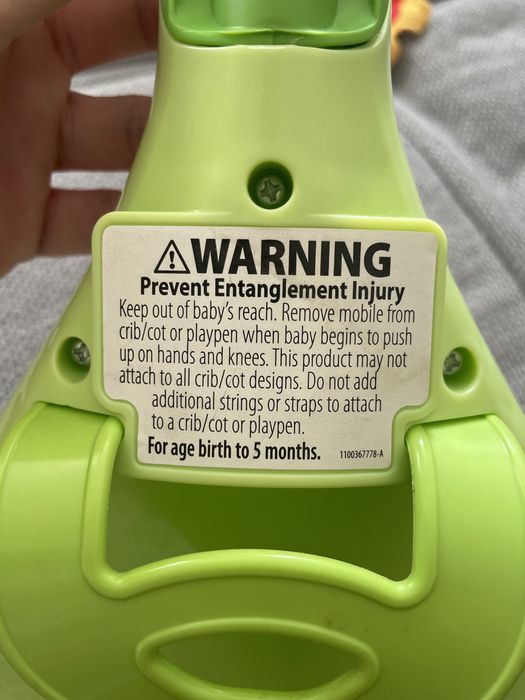 ⚠WARNING
Prevent Entanglement Injury
Keep out of baby's reach. Remove mobile from
crib/cot or playpen when baby begins to push
up on hands and knees. This product may not
attach to all crib/cot designs. Do not add
additional strings or straps to attach
to a crib/cot or playpen.
For age birth to 5 months. 1100367778-A